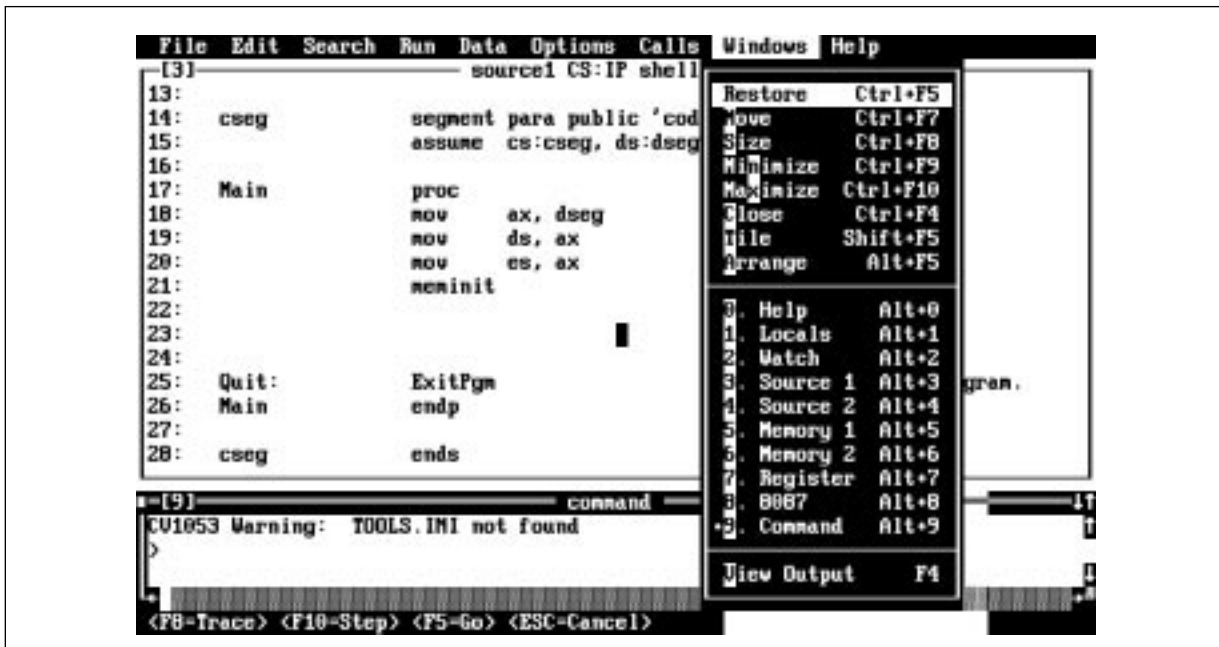 File Edit Search Run Data Options Calls Windows Help
[3] source1 CS:IP shell
13:
14: cseg segment para public 'cod
15: assume cs:cseg, ds:dseg
16:
17: Main proc
18: mov ax, dseg
19: mov ds, ax
20: mov es, ax
21: meminit
22:
23:
24:
25: Quit: ExitPgm gram.
26: Main endp
27:
28: cseg ends
Restore Ctrl+F5
Move Ctrl+F7
Size Ctrl+F8
Minimize Ctrl+F9
Maximize Ctrl+F10
Close Ctrl+F4
Tile Shift+F5
Arrange Alt+F5
0. Help Alt+0
1. Locals Alt+1
2. Watch Alt+2
3. Source 1 Alt+3
4. Source 2 Alt+4
5. Memory 1 Alt+5
6. Memory 2 Alt+6
7. Register Alt+7
8. 8087 Alt+8
•9. Command Alt+9
View Output F4
[9] command
CV1053 Warning: TOOLS.INI not found
>
<F8=Trace> <F10=Step> <F5=Go> <ESC=Cancel>